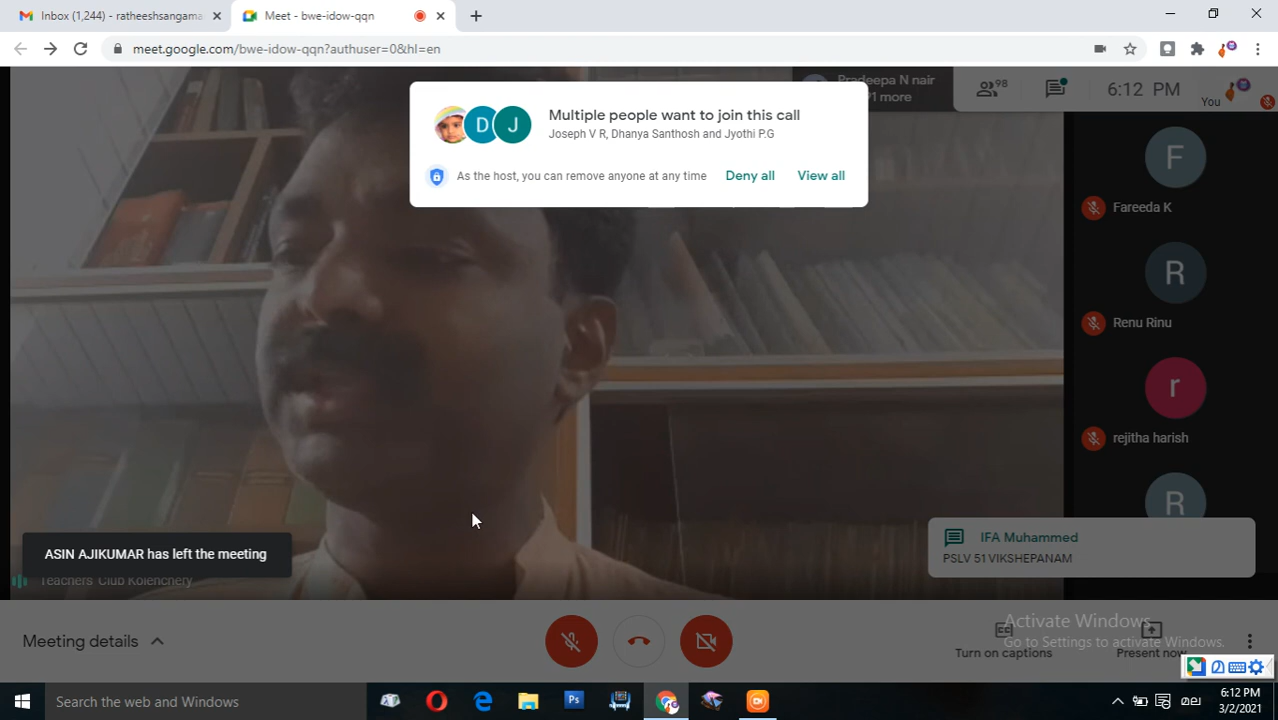 Inbox (1,244) - ratheeshsangama
Meet - bwe-idow-qqn
meet.google.com/bwe-idow-qqn?authuser=0&hl=en
Pradeepa N nair
91 more
98
6:12 PM
You
Multiple people want to join this call
Joseph V R, Dhanya Santhosh and Jyothi P.G
D
J
As the host, you can remove anyone at any time
Deny all
View all
F
Fareeda K
R
Renu Rinu
r
rejitha harish
R
IFA Muhammed
PSLV 51 VIKSHEPANAM
ASIN AJIKUMAR has left the meeting
Teachers' Club Kolenchery
Meeting details
Turn on captions
Present now
Activate Windows
Go to Settings to activate Windows.
Search the web and Windows
Ps
6:12 PM
3/2/2021